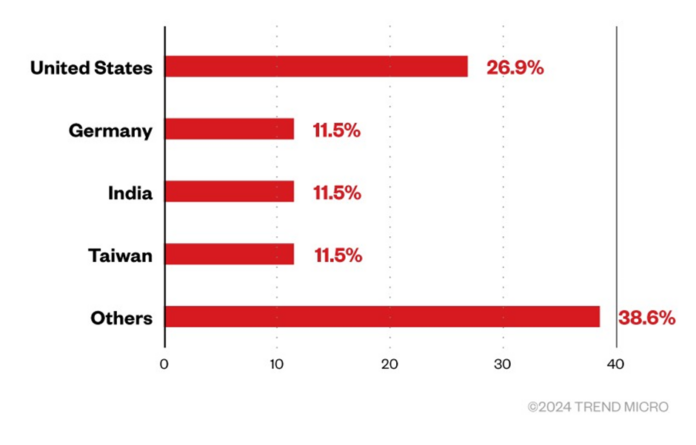 United States 26.9%
Germany 11.5%
India 11.5%
Taiwan 11.5%
Others 38.6%
0 10 20 30 40
©2024 TREND MICRO